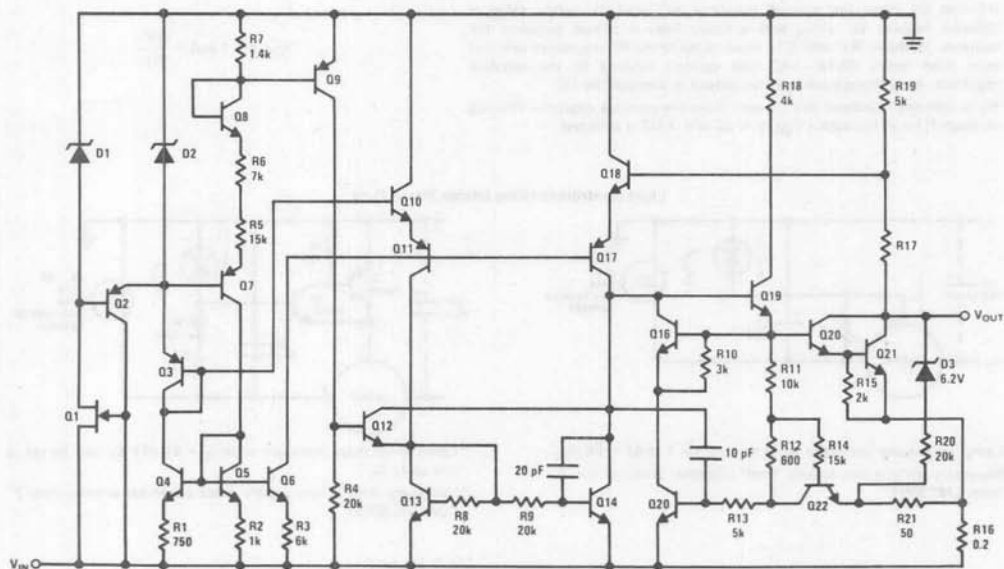 R7
1.4k
Q9
Q8
D1
D2
R6
7k
R5
15k
R18
4k
R19
5k
Q18
Q10
Q11
Q17
R17
Q2
Q7
Q19
VOUT
Q3
Q16
R10
3k
Q20
Q21
D3
6.2V
R11
10k
R15
2k
Q1
Q12
R12
600
R14
15k
R20
20k
Q4
Q5
Q6
20 pF
10 pF
R4
20k
Q13
R8
20k
R9
20k
Q14
Q20
R13
5k
Q22
R21
50
R16
0.2
R1
750
R2
1k
R3
6k
VIN